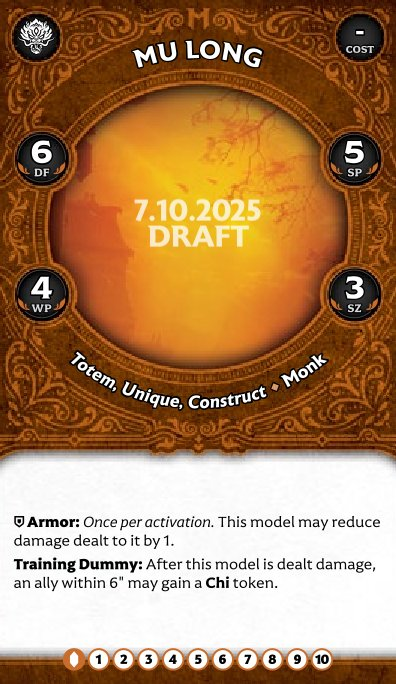 M
MU LONG
-
COST
6
DF
5
SP
7.10.2025
DRAFT
4
WP
3
SZ
Totem, Unique, Construct ♦ Monk
Armor: Once per activation. This model may reduce
damage dealt to it by 1.
Training Dummy: After this model is dealt damage,
an ally within 6" may gain a Chi token.
1 2 3 4 5 6 7 8 9 10